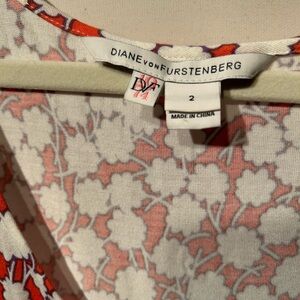 DIANE VON FURSTENBERG
DVF
2
MADE IN CHINA